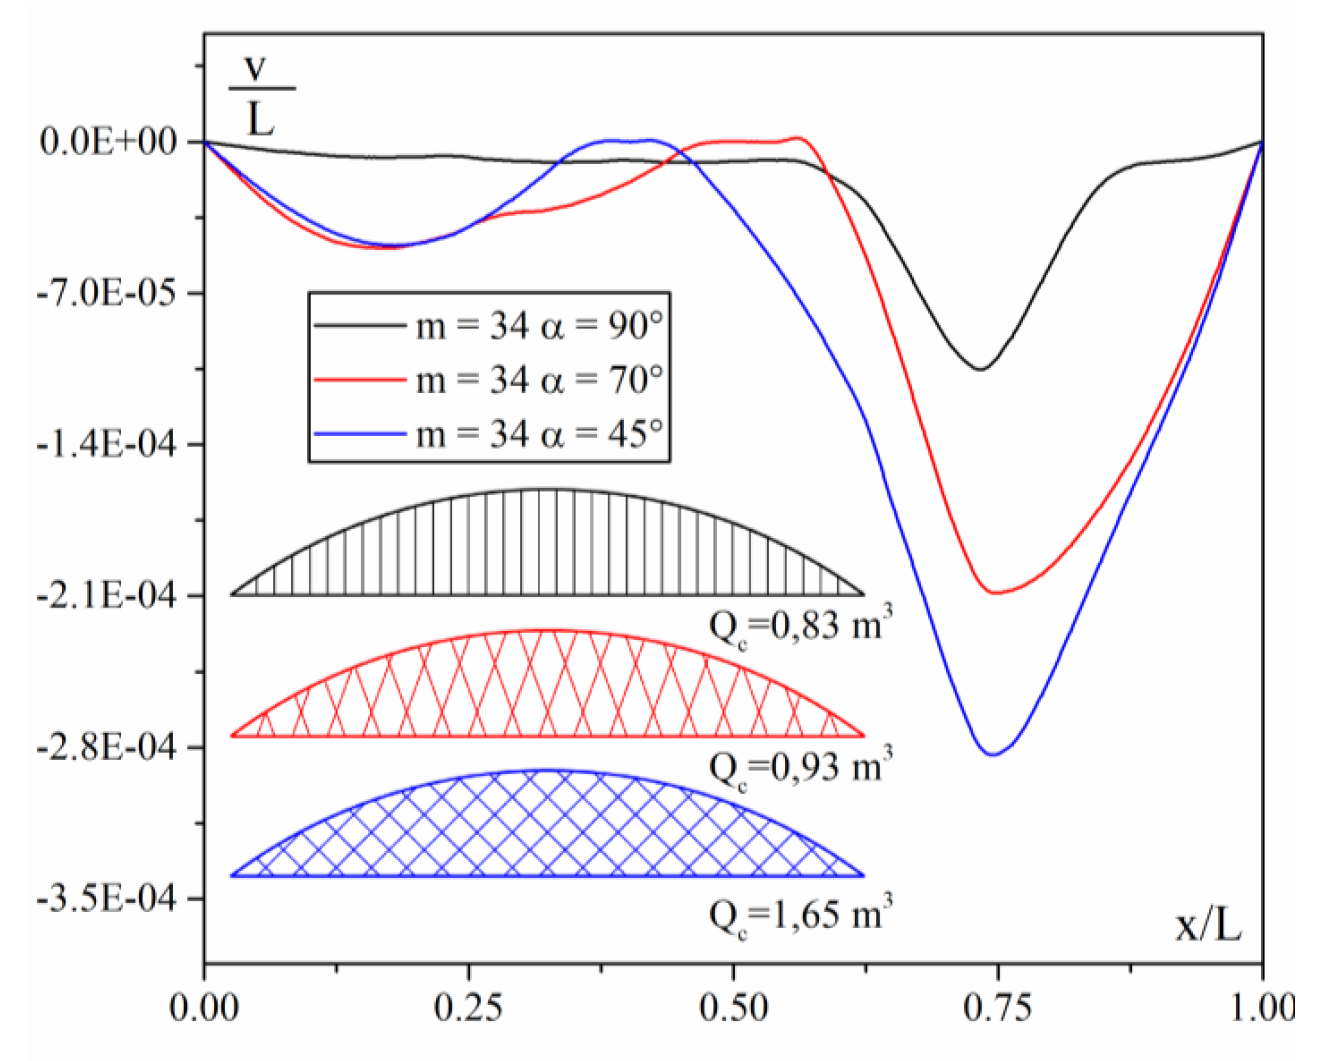 v
L
0.0E+00
-7.0E-05
-1.4E-04
-2.1E-04
-2.8E-04
-3.5E-04
m = 34 α = 90°
m = 34 α = 70°
m = 34 α = 45°
Qc=0,83 m³
Qc=0,93 m³
Qc=1,65 m³
x/L
0.00 0.25 0.50 0.75 1.00